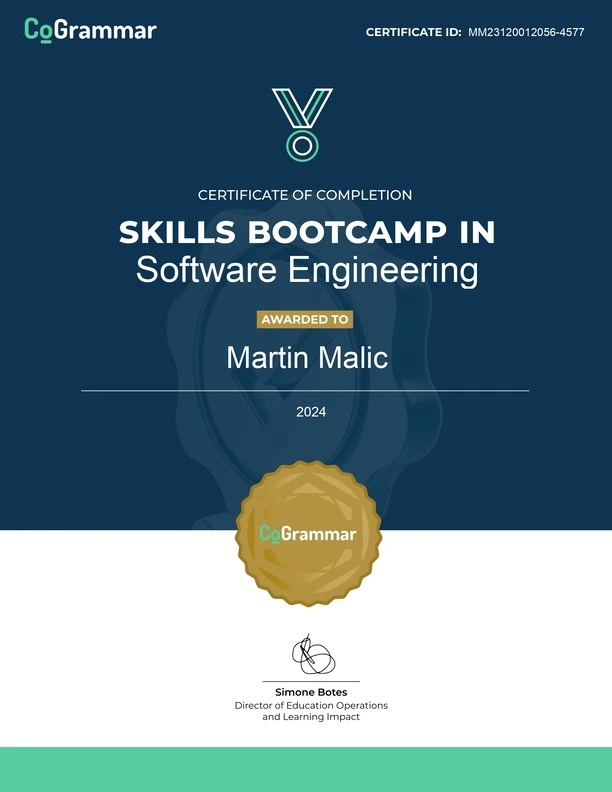 CoGrammar
CERTIFICATE ID: MM23120012056-4577
CERTIFICATE OF COMPLETION
SKILLS BOOTCAMP IN
Software Engineering
AWARDED TO
Martin Malic
2024
CoGrammar
Simone Botes
Director of Education Operations
and Learning Impact